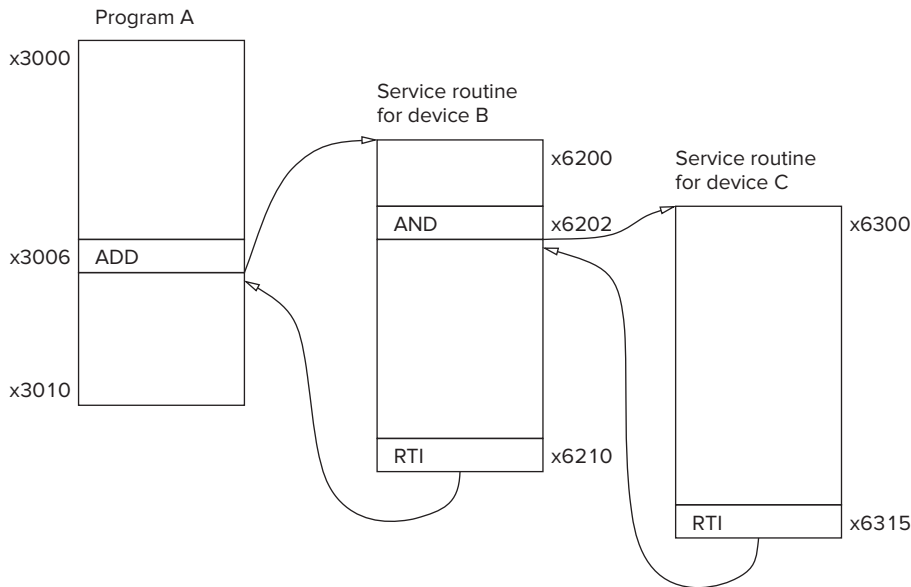 Program A
x3000
x3006 ADD
x3010
Service routine
for device B
x6200
AND x6202
RTI x6210
Service routine
for device C
x6300
RTI x6315